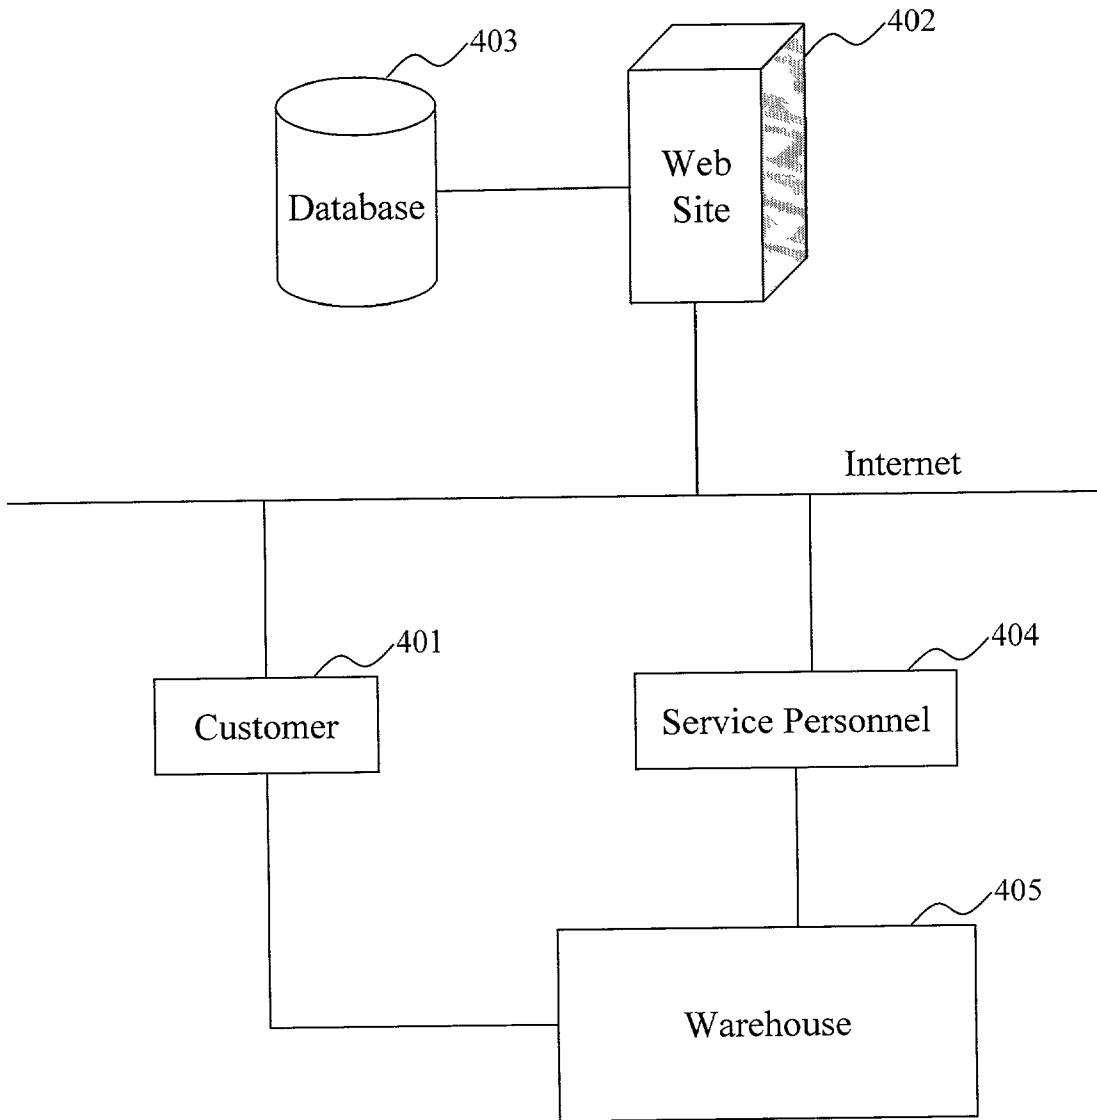 403
402
Database
Web
Site
Internet
401
404
Customer
Service Personnel
405
Warehouse